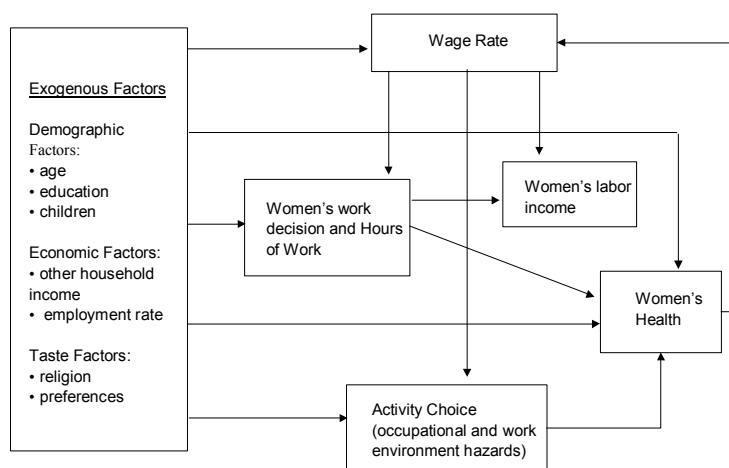 Wage Rate
Exogenous Factors
Demographic
Factors:
• age
• education
• children
Economic Factors:
• other household
income
• employment rate
Taste Factors:
• religion
• preferences
Women’s work
decision and Hours
of Work
Women’s labor
income
Women’s
Health
Activity Choice
(occupational and work
environment hazards)